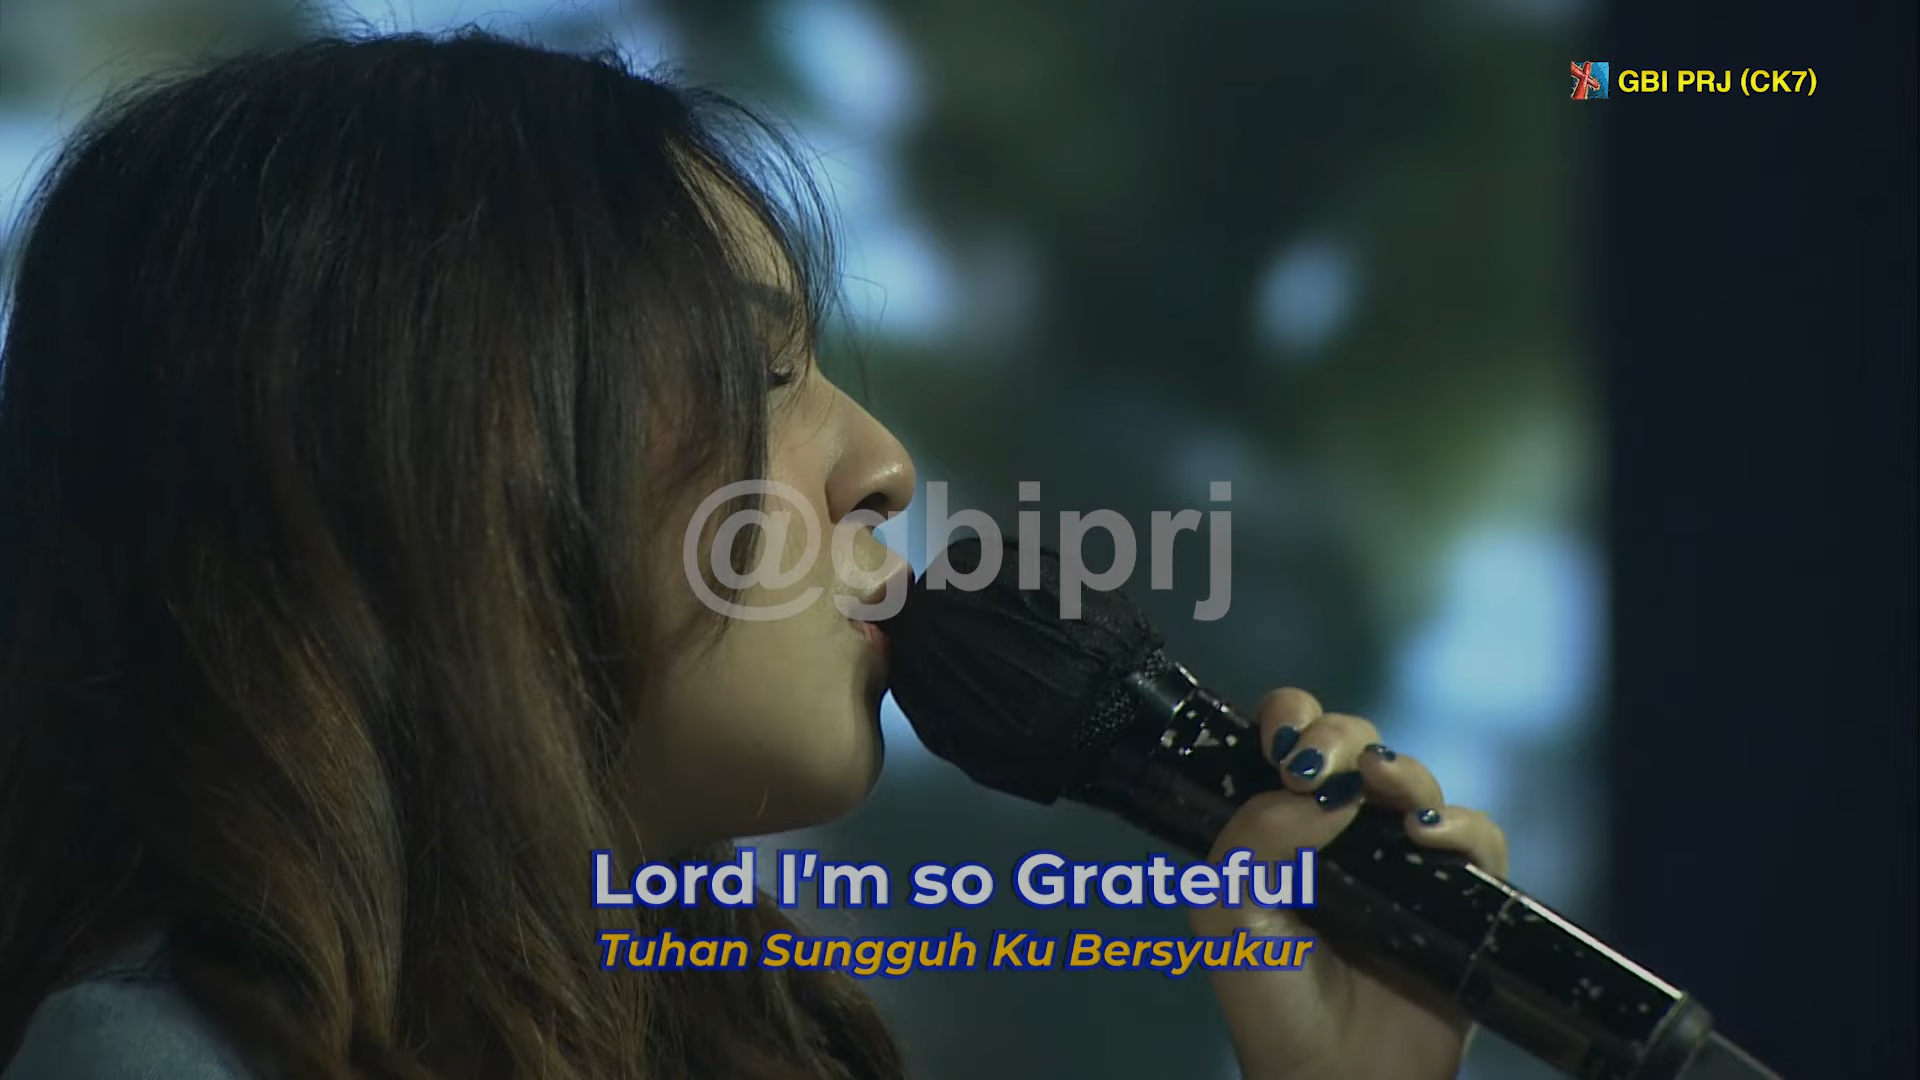 GBI PRJ (CK7)
@gbiprj
Lord I'm so Grateful
Tuhan Sungguh Ku Bersyukur